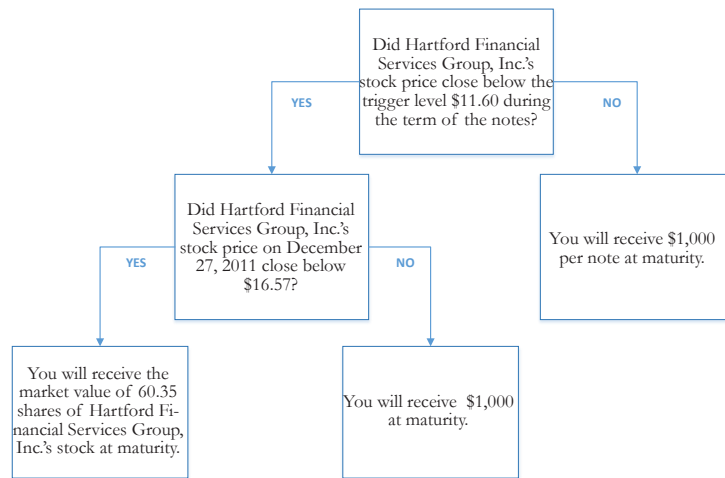 Did Hartford Financial
Services Group, Inc.'s
stock price close below the
trigger level $11.60 during
the term of the notes?
YES
NO
Did Hartford Financial
Services Group, Inc.'s
stock price on December
27, 2011 close below
$16.57?
You will receive $1,000
per note at maturity.
YES
NO
You will receive the
market value of 60.35
shares of Hartford Fi-
nancial Services Group,
Inc.'s stock at maturity.
You will receive $1,000
at maturity.